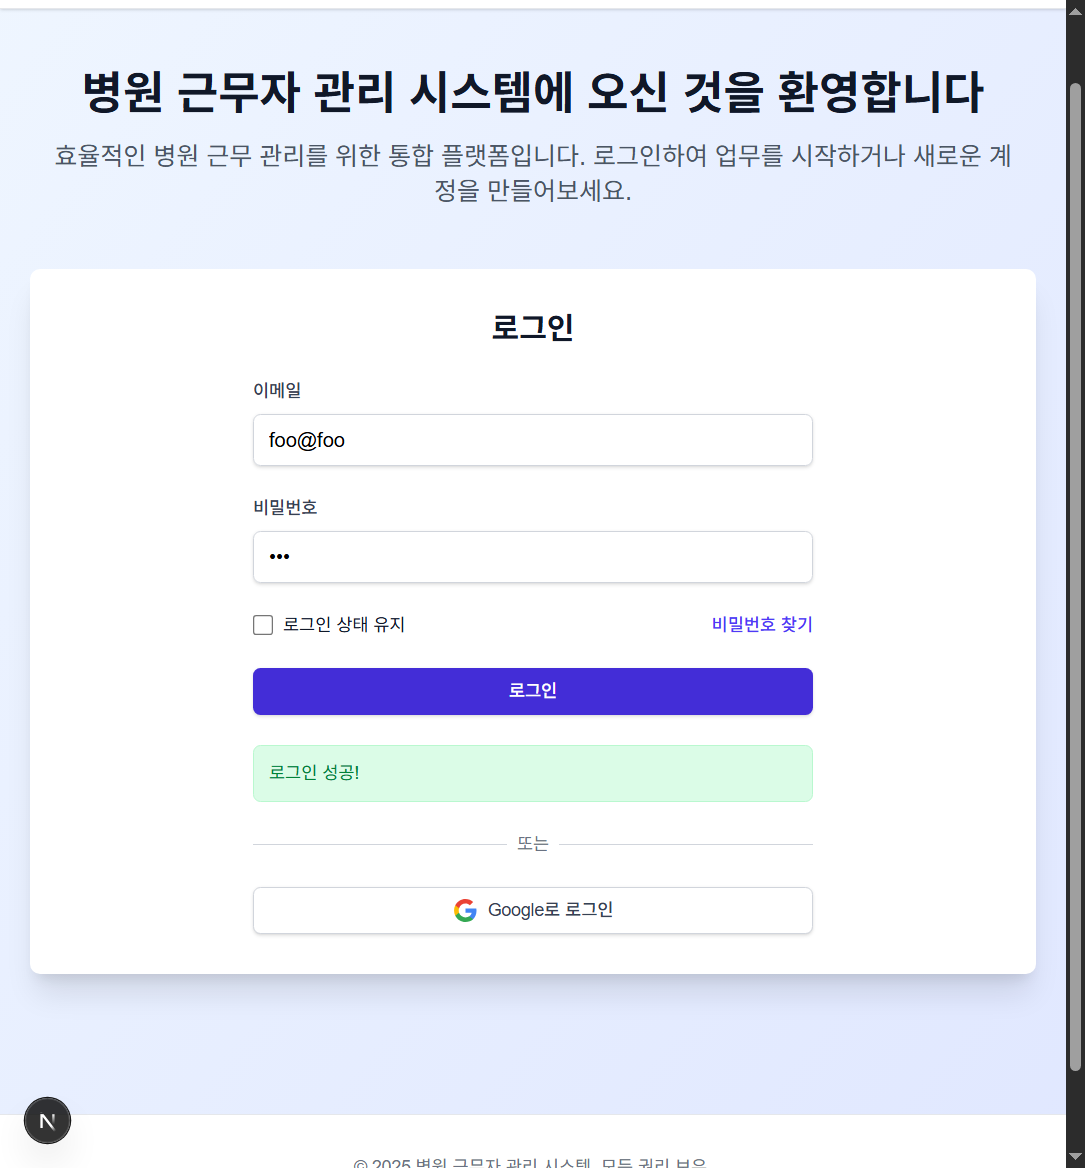 병원 근무자 관리 시스템에 오신 것을 환영합니다
효율적인 병원 근무 관리를 위한 통합 플랫폼입니다. 로그인하여 업무를 시작하거나 새로운 계
정을 만들어보세요.
로그인
이메일
foo@foo
비밀번호
•••
로그인 상태 유지
비밀번호 찾기
로그인
로그인 성공!
또는
Google로 로그인
N
© 2025 병원 근무자 관리 시스템. 모든 권리 보유.